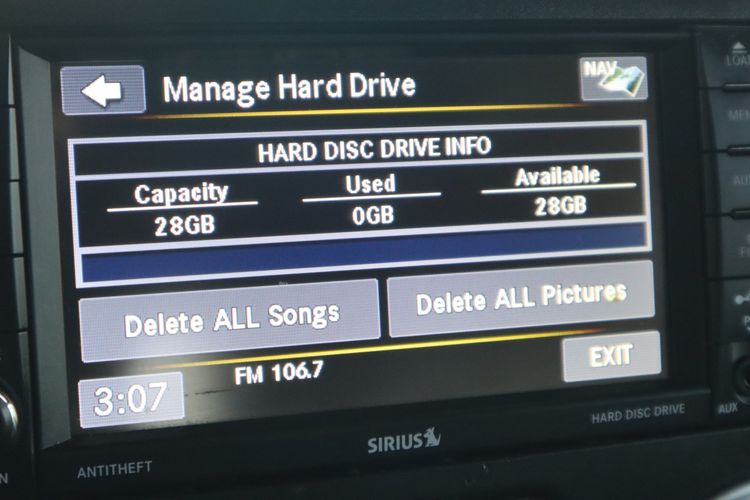 Manage Hard Drive
NAV
HARD DISC DRIVE INFO
Capacity Used Available
28GB 0GB 28GB
Delete ALL Songs Delete ALL Pictures
3:07 FM 106.7 EXIT
SIRIUS
HARD DISC DRIVE
ANTITHEFT
AUX